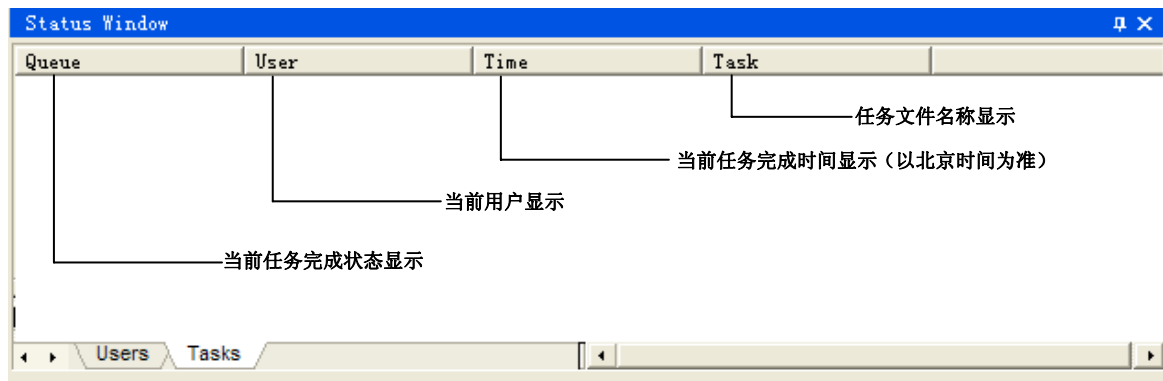 Status Window
Queue User Time Task
任务文件名称显示
当前任务完成时间显示（以北京时间为准）
当前用户显示
当前任务完成状态显示
Users Tasks